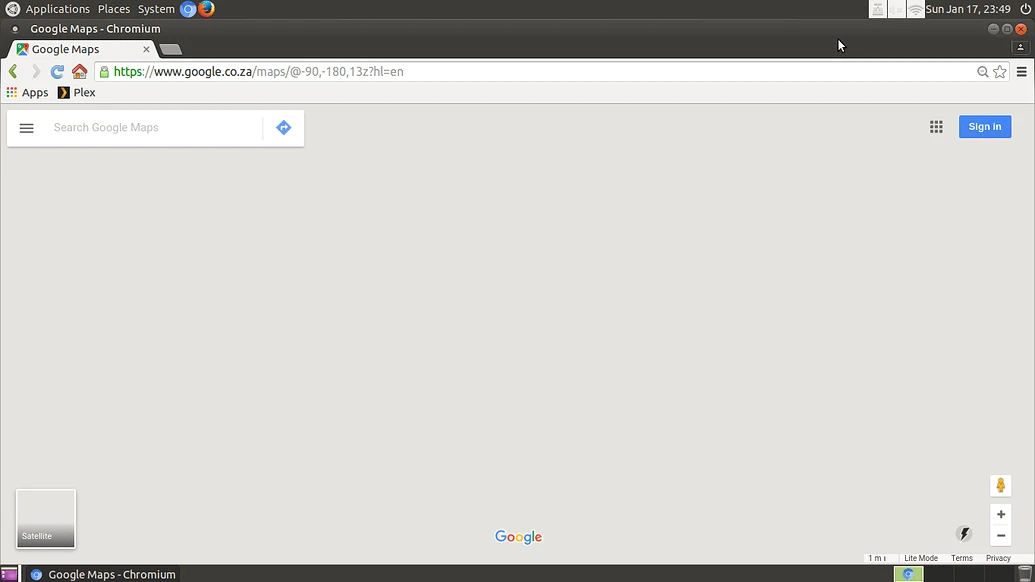 Applications Places System Sun Jan 17, 23:49
Google Maps - Chromium
Google Maps
https://www.google.co.za/maps/@-90,-180,13z?hl=en
Apps Plex
Search Google Maps Sign in
Satellite
Google
1 m Lite Mode Terms Privacy
Google Maps - Chromium